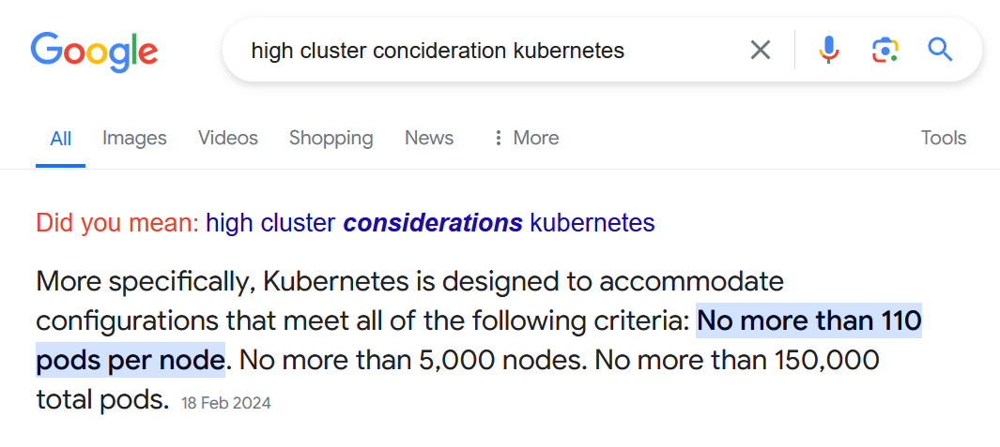 Google
high cluster concideration kubernetes
All Images Videos Shopping News More Tools
Did you mean: high cluster considerations kubernetes
More specifically, Kubernetes is designed to accommodate
configurations that meet all of the following criteria: No more than 110
pods per node. No more than 5,000 nodes. No more than 150,000
total pods. 18 Feb 2024